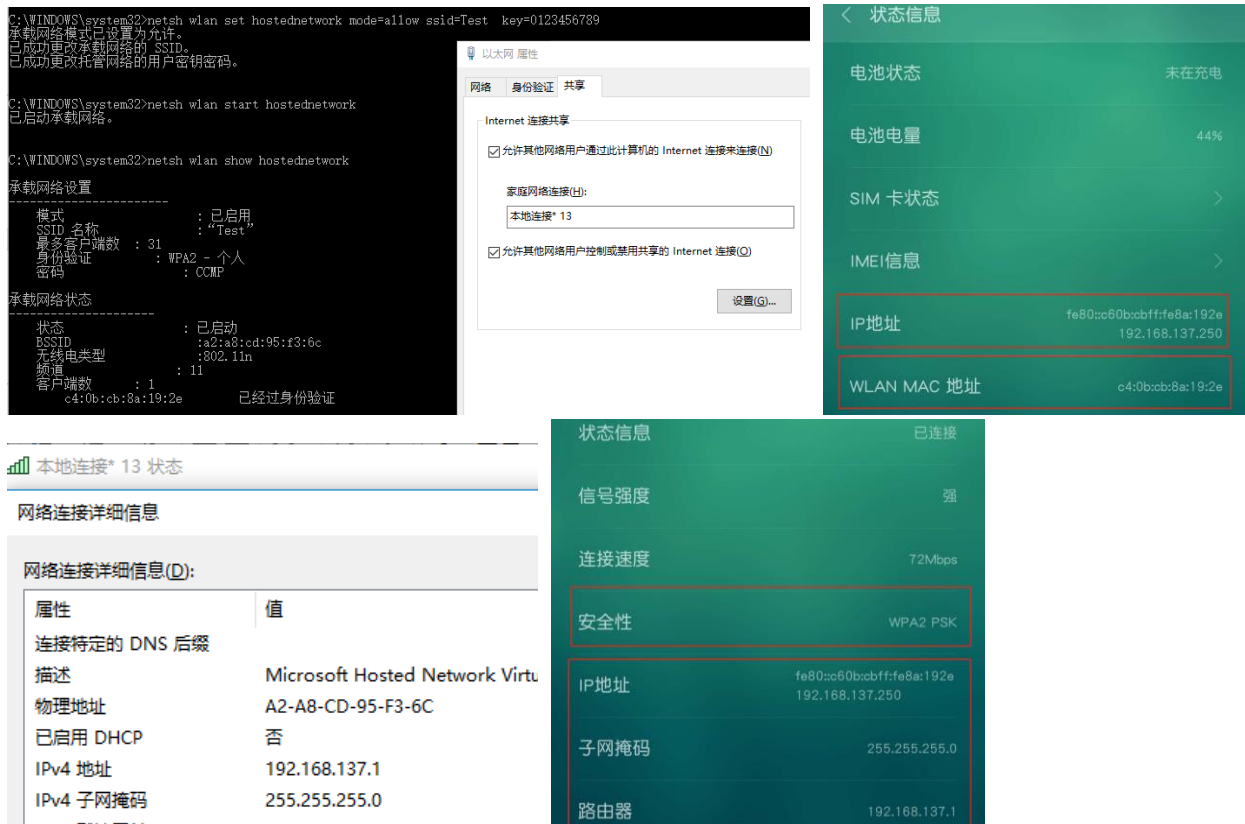 C:\WINDOWS\system32>netsh wlan set hostednetwork mode=allow ssid=Test  key=0123456789
承载网络模式已设置为允许。
已成功更改承载网络的 SSID。
已成功更改托管网络的用户密钥密码。
C:\WINDOWS\system32>netsh wlan start hostednetwork
已启动承载网络。
C:\WINDOWS\system32>netsh wlan show hostednetwork
承载网络设置
-----------------------
模式 : 已启用
SSID 名称 :“Test”
最多客户端数 : 31
身份验证 : WPA2 - 个人
密码 : CCMP
承载网络状态
---------------------
状态 : 已启动
BSSID :a2:a8:cd:95:f3:6c
无线电类型 :802.11n
频道 : 11
客户端数 : 1
c4:0b:cb:8a:19:2e 已经过身份验证
以太网 属性
网络 身份验证 共享
Internet 连接共享
允许其他网络用户通过此计算机的 Internet 连接来连接(N)
家庭网络连接(H):
本地连接* 13
允许其他网络用户控制或禁用共享的 Internet 连接(O)
设置(G)...
状态信息
电池状态 未在充电
电池电量 44%
SIM 卡状态
IMEI信息
IP地址 fe80::c60b:cbff:fe8a:192e
192.168.137.250
WLAN MAC 地址 c4:0b:cb:8a:19:2e
本地连接* 13 状态
网络连接详细信息
网络连接详细信息(D):
属性 值
连接特定的 DNS 后缀
描述 Microsoft Hosted Network Virtu
物理地址 A2-A8-CD-95-F3-6C
已启用 DHCP 否
IPv4 地址 192.168.137.1
IPv4 子网掩码 255.255.255.0
状态信息 已连接
信号强度 强
连接速度 72Mbps
安全性 WPA2 PSK
IP地址 fe80::c60b:cbff:fe8a:192e
192.168.137.250
子网掩码 255.255.255.0
路由器 192.168.137.1